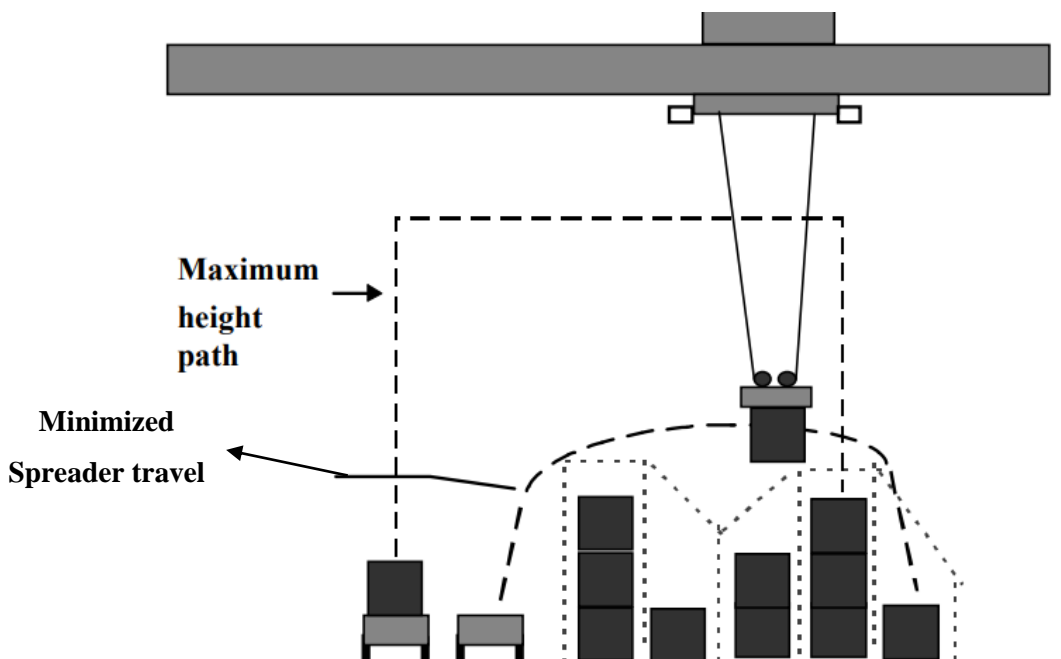 Maximum
height
path
Minimized
Spreader travel